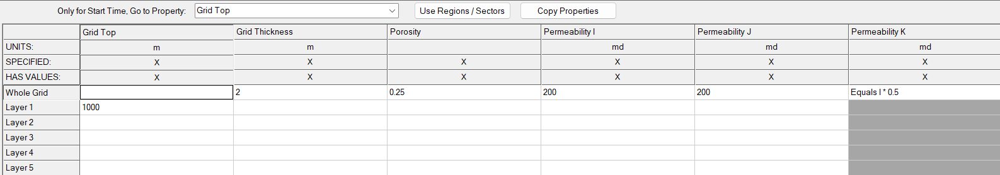 Only for Start Time, Go to Property: Grid Top Use Regions / Sectors Copy Properties
Grid Top Grid Thickness Porosity Permeability I Permeability J Permeability K
UNITS: m m md md md
SPECIFIED: X X X X X X
HAS VALUES: X X X X X X
Whole Grid 2 0.25 200 200 Equals I * 0.5
Layer 1 1000
Layer 2
Layer 3
Layer 4
Layer 5